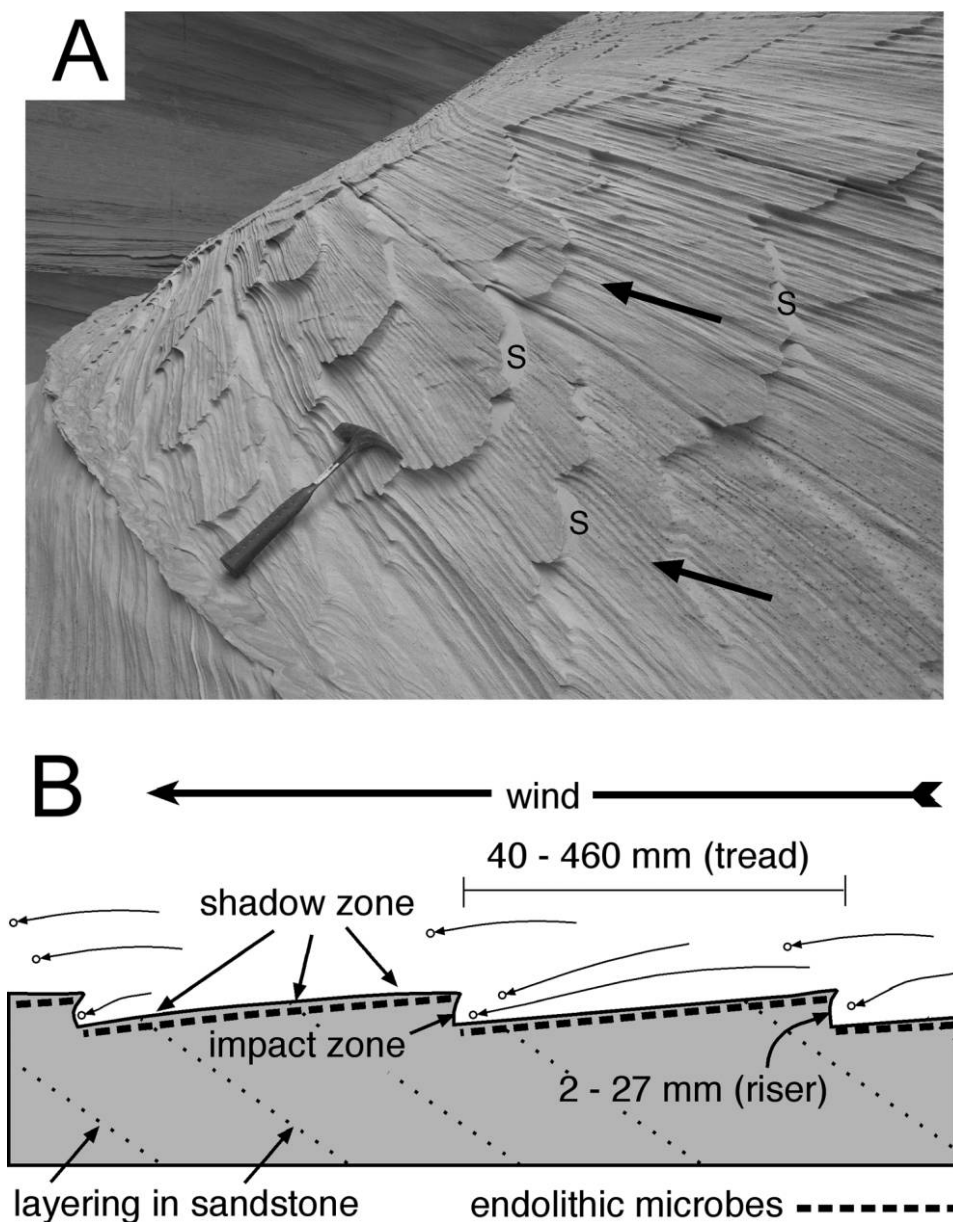 A
S
S
S
B
wind
40 - 460 mm (tread)
shadow zone
impact zone
2 - 27 mm (riser)
layering in sandstone
endolithic microbes